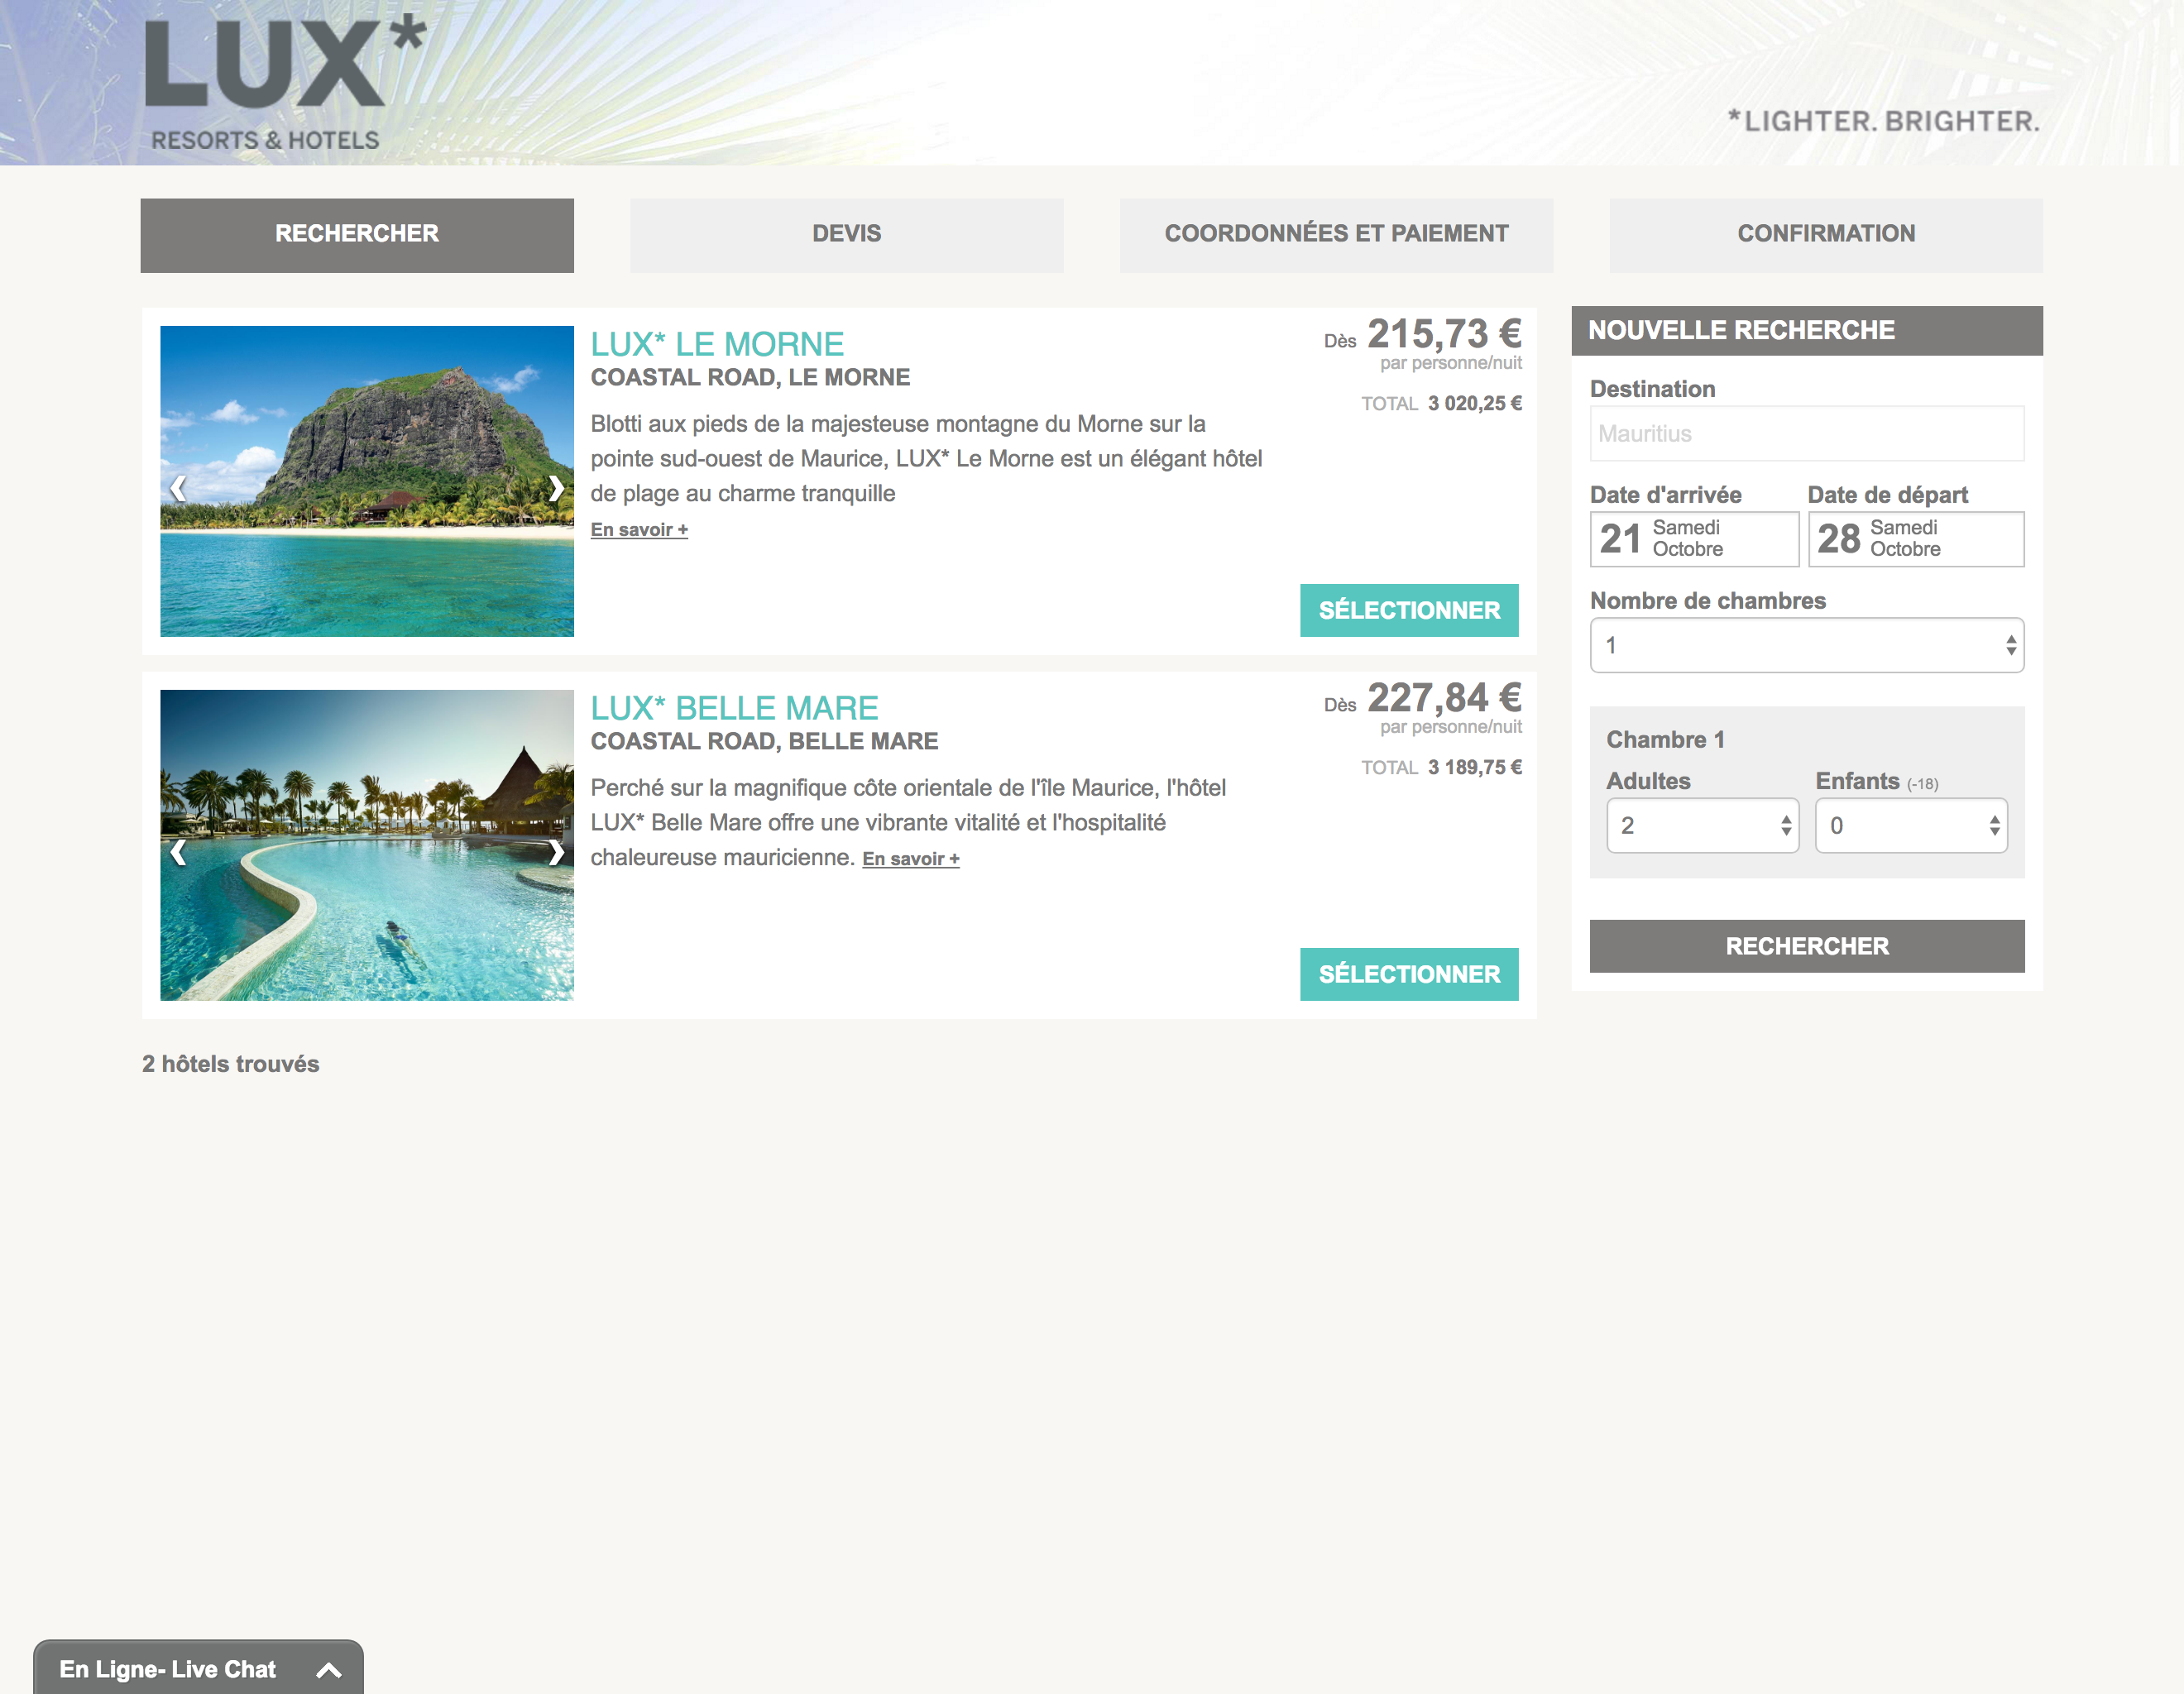 LUX*
RESORTS & HOTELS
*LIGHTER. BRIGHTER.
RECHERCHER
DEVIS
COORDONNÉES ET PAIEMENT
CONFIRMATION
LUX* LE MORNE
COASTAL ROAD, LE MORNE
Blotti aux pieds de la majesteuse montagne du Morne sur la
pointe sud-ouest de Maurice, LUX* Le Morne est un élégant hôtel
de plage au charme tranquille
En savoir +
Dès 215,73 €
par personne/nuit
TOTAL 3 020,25 €
SÉLECTIONNER
LUX* BELLE MARE
COASTAL ROAD, BELLE MARE
Perché sur la magnifique côte orientale de l'île Maurice, l'hôtel
LUX* Belle Mare offre une vibrante vitalité et l'hospitalité
chaleureuse mauricienne. En savoir +
Dès 227,84 €
par personne/nuit
TOTAL 3 189,75 €
SÉLECTIONNER
2 hôtels trouvés
NOUVELLE RECHERCHE
Destination
Mauritius
Date d'arrivée
21 Samedi
Octobre
Date de départ
28 Samedi
Octobre
Nombre de chambres
1
Chambre 1
Adultes
2
Enfants (-18)
0
RECHERCHER
En Ligne- Live Chat